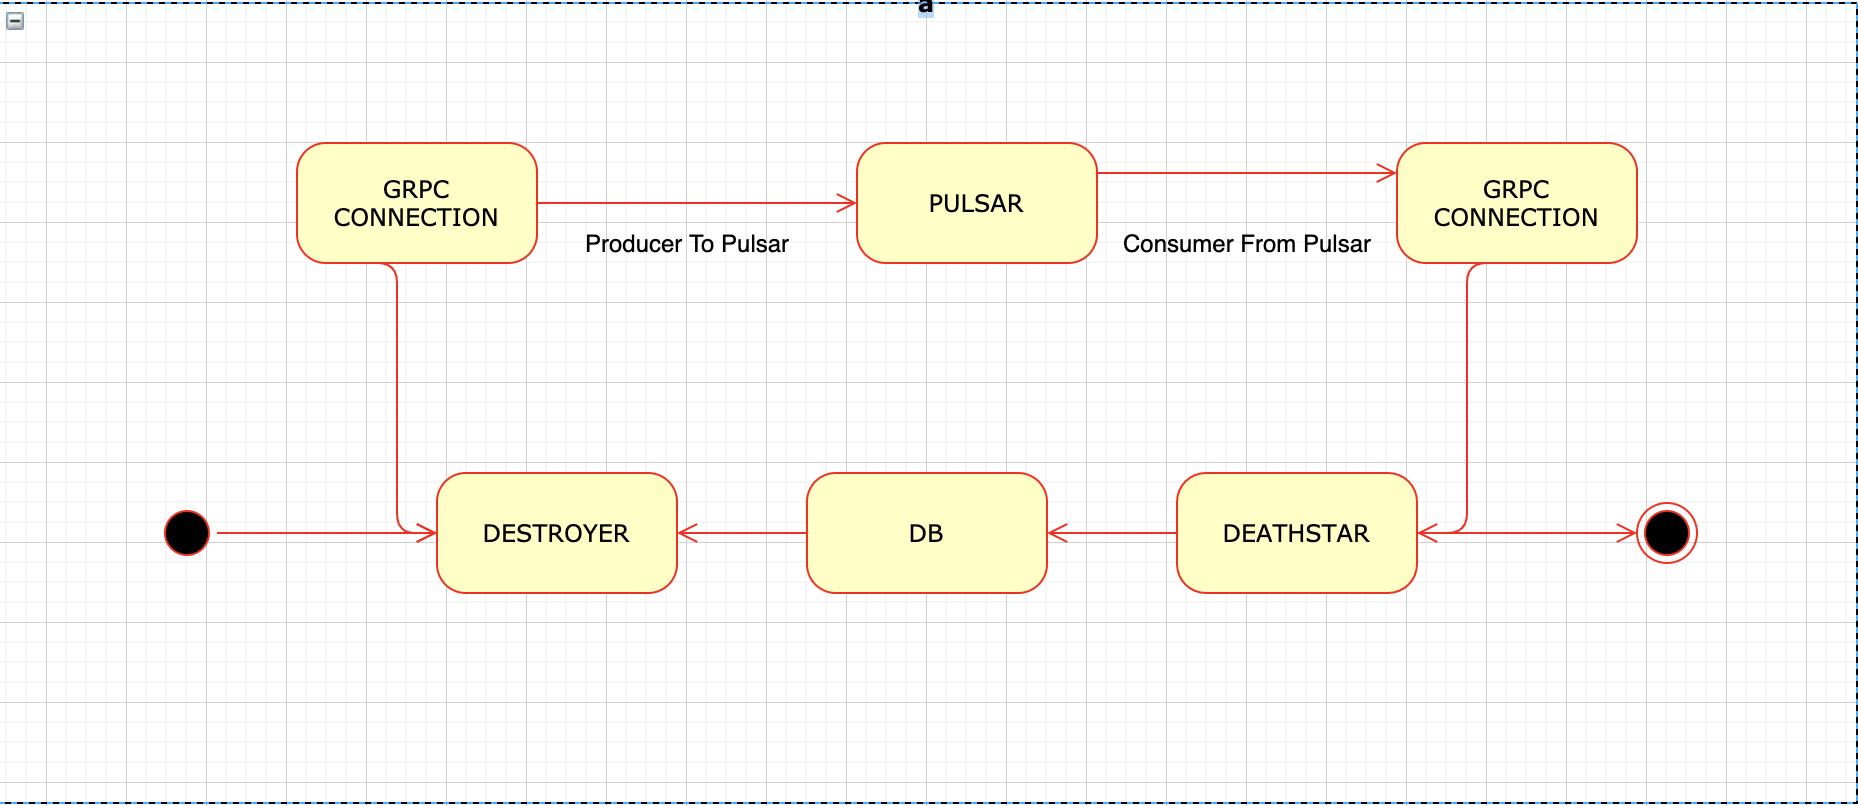 a
GRPC
CONNECTION
PULSAR
GRPC
CONNECTION
Producer To Pulsar
Consumer From Pulsar
DESTROYER
DB
DEATHSTAR